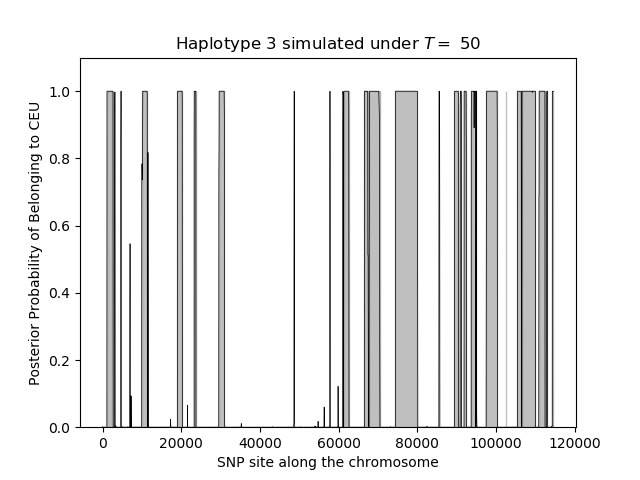 Haplotype 3 simulated under T = 50
Posterior Probability of Belonging to CEU
1.0
0.8
0.6
0.4
0.2
0.0
0 20000 40000 60000 80000 100000 120000
SNP site along the chromosome